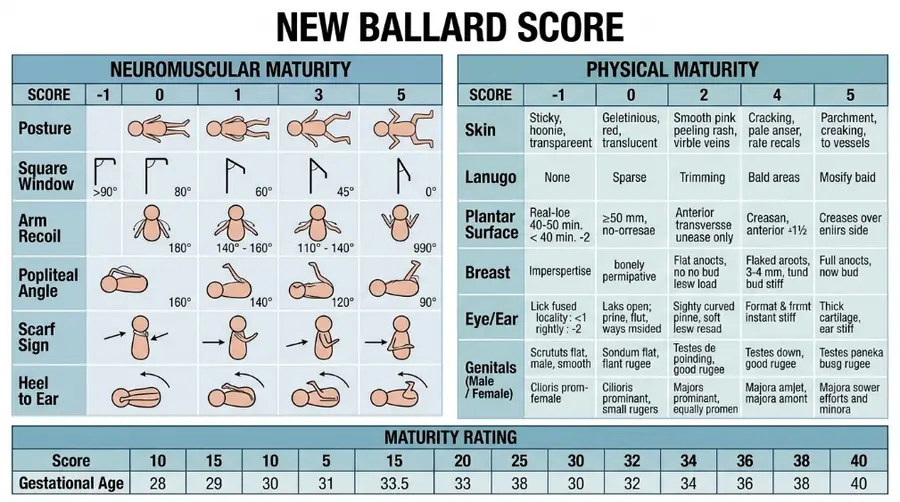 NEW BALLARD SCORE
NEUROMUSCULAR MATURITY
SCORE -1 0 1 3 5
Posture
Square
Window
>90° 80° 60° 45° 0°
Arm
Recoil
180° 140° - 160° 110° - 140° 990°
Popliteal
Angle
160° 140° 120° 90°
Scarf
Sign
Heel
to Ear
PHYSICAL MATURITY
SCORE -1 0 2 4 5
Skin
Sticky,
hoonie,
transpareent
Geletinious,
red,
translucent
Smooth pink
peeling rash,
virble veins
Cracking,
pale anser,
rate recals
Parchment,
creaking,
to vessels
Lanugo
None
Sparse
Trimming
Bald areas
Mosify baid
Plantar
Surface
Real-loe
40-50 min.
< 40 min. -2
≥50 mm,
no-orresae
Anterior
transversse
unease only
Creasan,
anterior
Creases over
enlirs side
Breast
Imperspertise
bonely
permipative
Flat anocts,
no no bud
lesw load
Flaked aroots,
3-4 mm, tund
bud stiff
Full anocts,
now bud
Eye/Ear
Lick fused
locality : <1
rightly : -2
Laks open;
prine, flut,
ways msided
Sighty curved
pinne, soft
lesw resad
Format & frrmt
instant stiff
Thick
cartilage,
ear stiff
Genitals
(Male
/ Female)
Scrututs flat,
male, smooth
Sondum flat,
flant rugee
Testes de
poinding,
good rugee
Testes down,
good rugee
Testes peneka
busg rugee
Clioris prom-
female
Cilioris
prominant,
small rugers
Majors
prominant,
equally promen
Majora amjet,
majora amont
Majora sower
efforts and
minora
MATURITY RATING
Score 10 15 10 5 15 20 25 30 32 34 36 38 40
Gestational Age 28 29 30 31 33.5 33 38 30 32 34 36 38 40